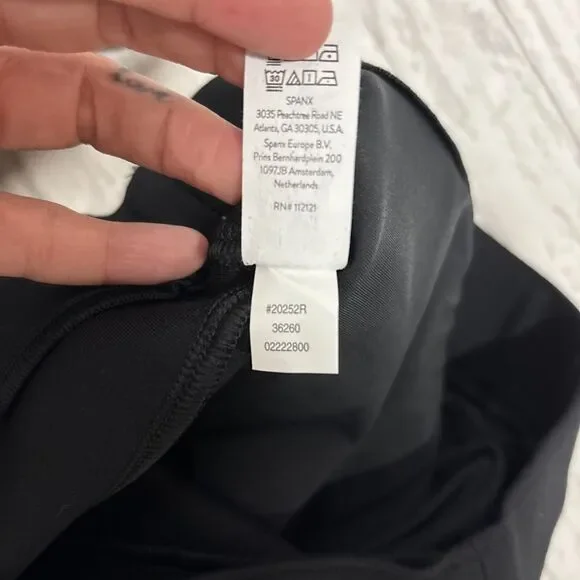 30
SPANX
3035 Peachtree Road NE
Atlanta, GA 30305, U.S.A.
Spanx Europe B.V.
Prins Bernhardplein 200
1097JB Amsterdam,
Netherlands
RN# 112121
#20252R
36260
02222800